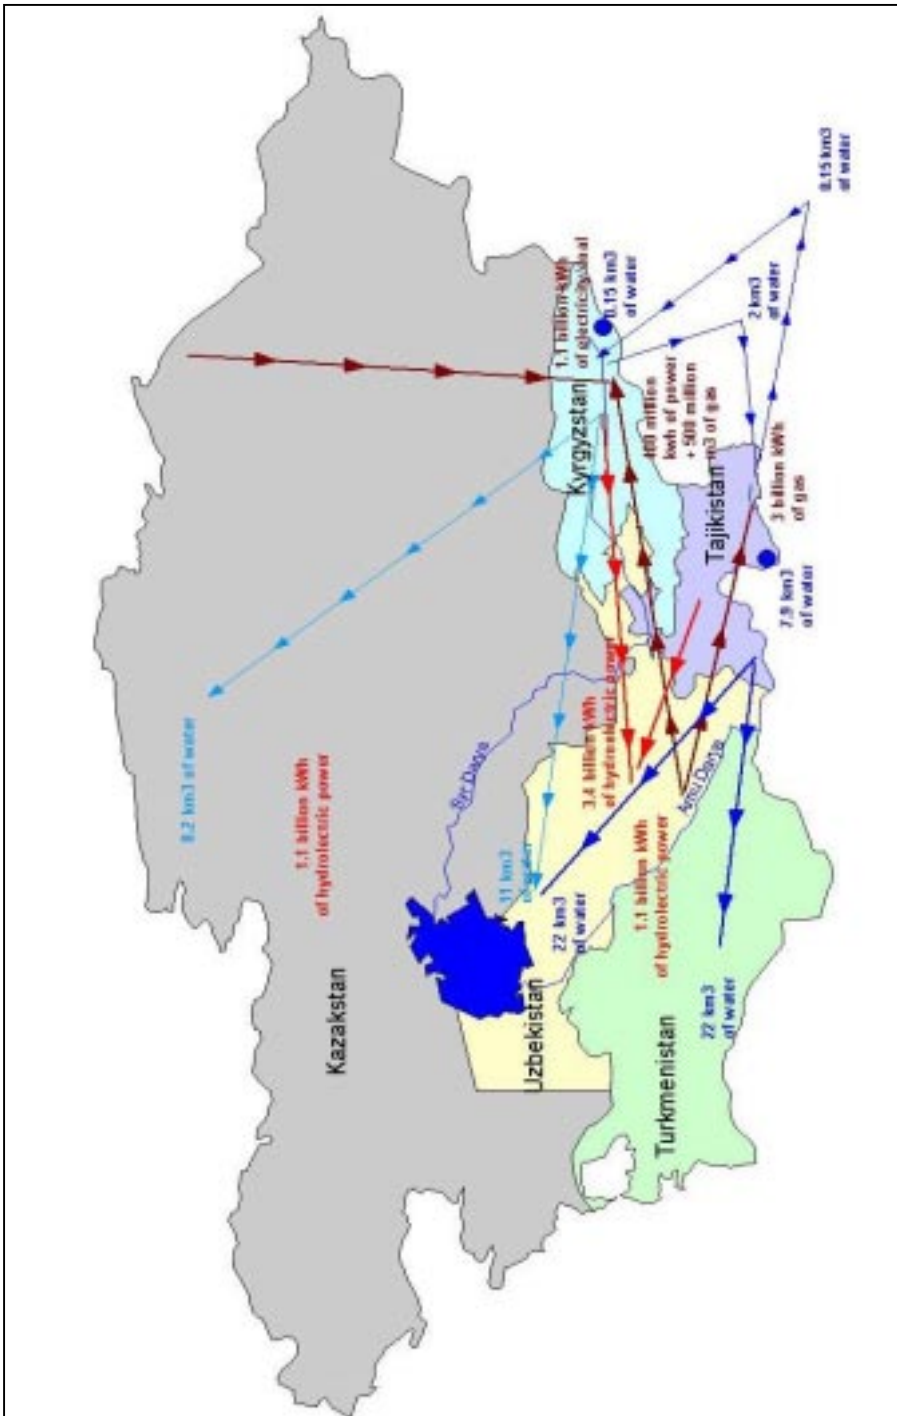 8.2 km3 of water
1.1 billion kWh
of hydrolectric power
Kazakstan
Syr Darya
11 km3
of water
Uzbekistan
22 km3
of water
1.1 billion kWh
of
Kyrgyzstan
3.4 billion kWh
of hydroelectric power
0.15 km3
of water
1.1 billion kWh
of hydrolectric power
400 million
kwh of power
+ 500 million
m3 of gas
Turkmenistan
Amu Darya
22 km3
of water
Tajikistan
2 km3
of water
3 billion kWh
of gas
7.9 km3
of water
0.15 km3
of water